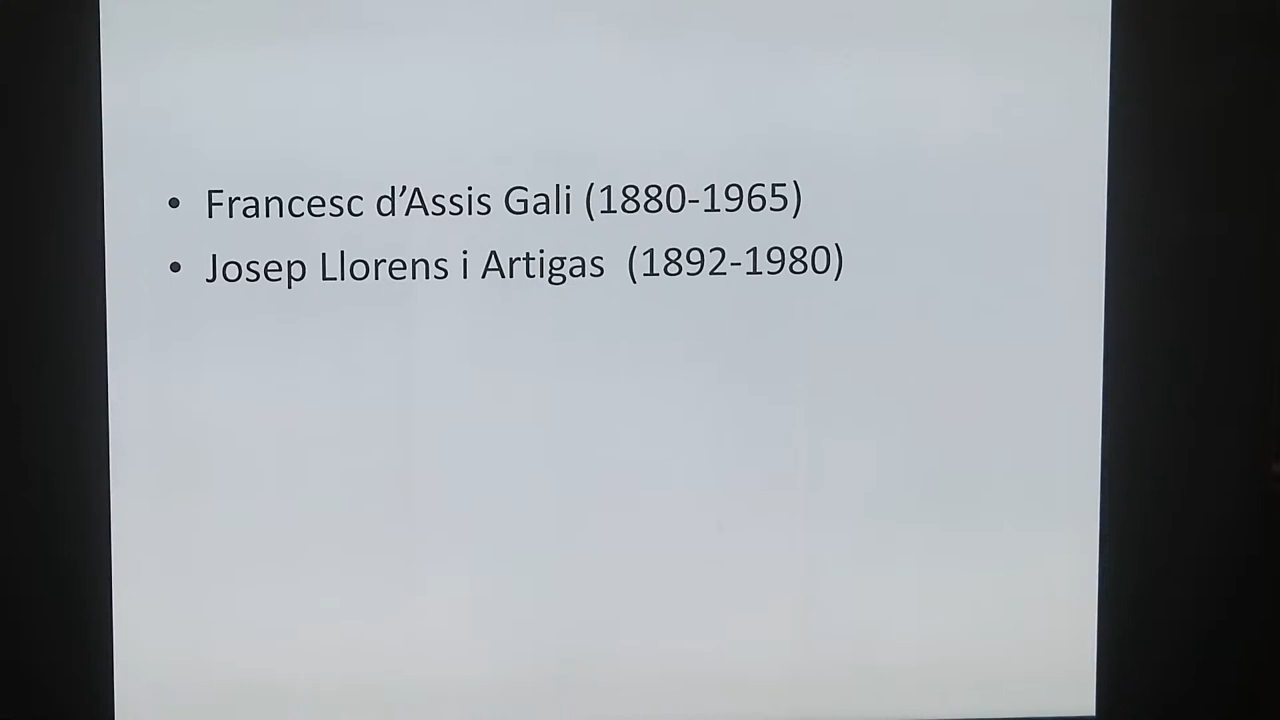 • Francesc d’Assis Gali (1880-1965)
• Josep Llorens i Artigas (1892-1980)